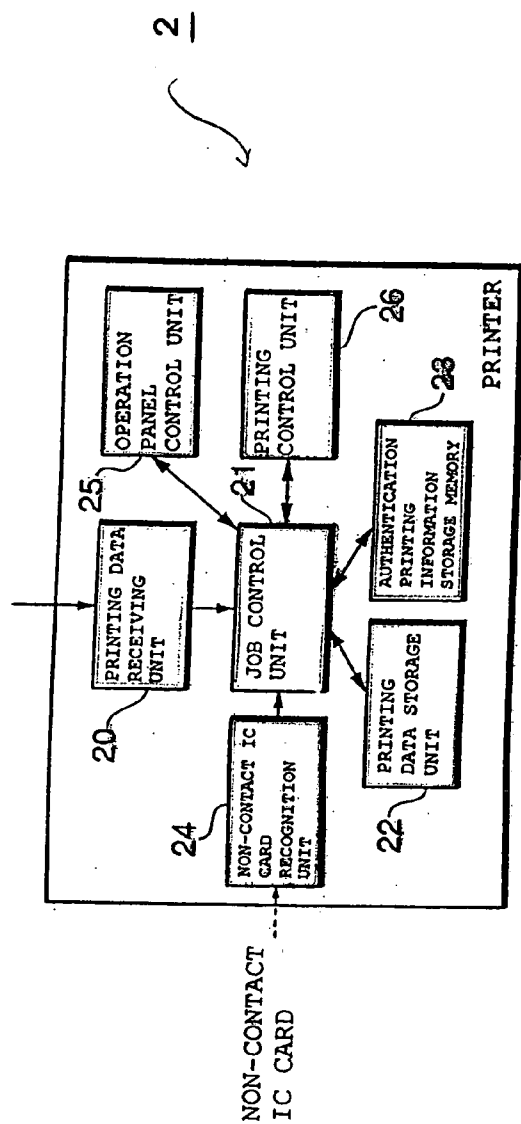 2
OPERATION
PANEL
CONTROL UNIT
25
PRINTING DATA
RECEIVING
UNIT
20
PRINTING
CONTROL UNIT
26
21
JOB CONTROL
UNIT
NON-CONTACT IC
CARD
RECOGNITION
UNIT
24
NON-CONTACT
IC CARD
PRINTING
DATA STORAGE
UNIT
22
AUTHENTICATION
PRINTING
INFORMATION
STORAGE MEMORY
23
PRINTER